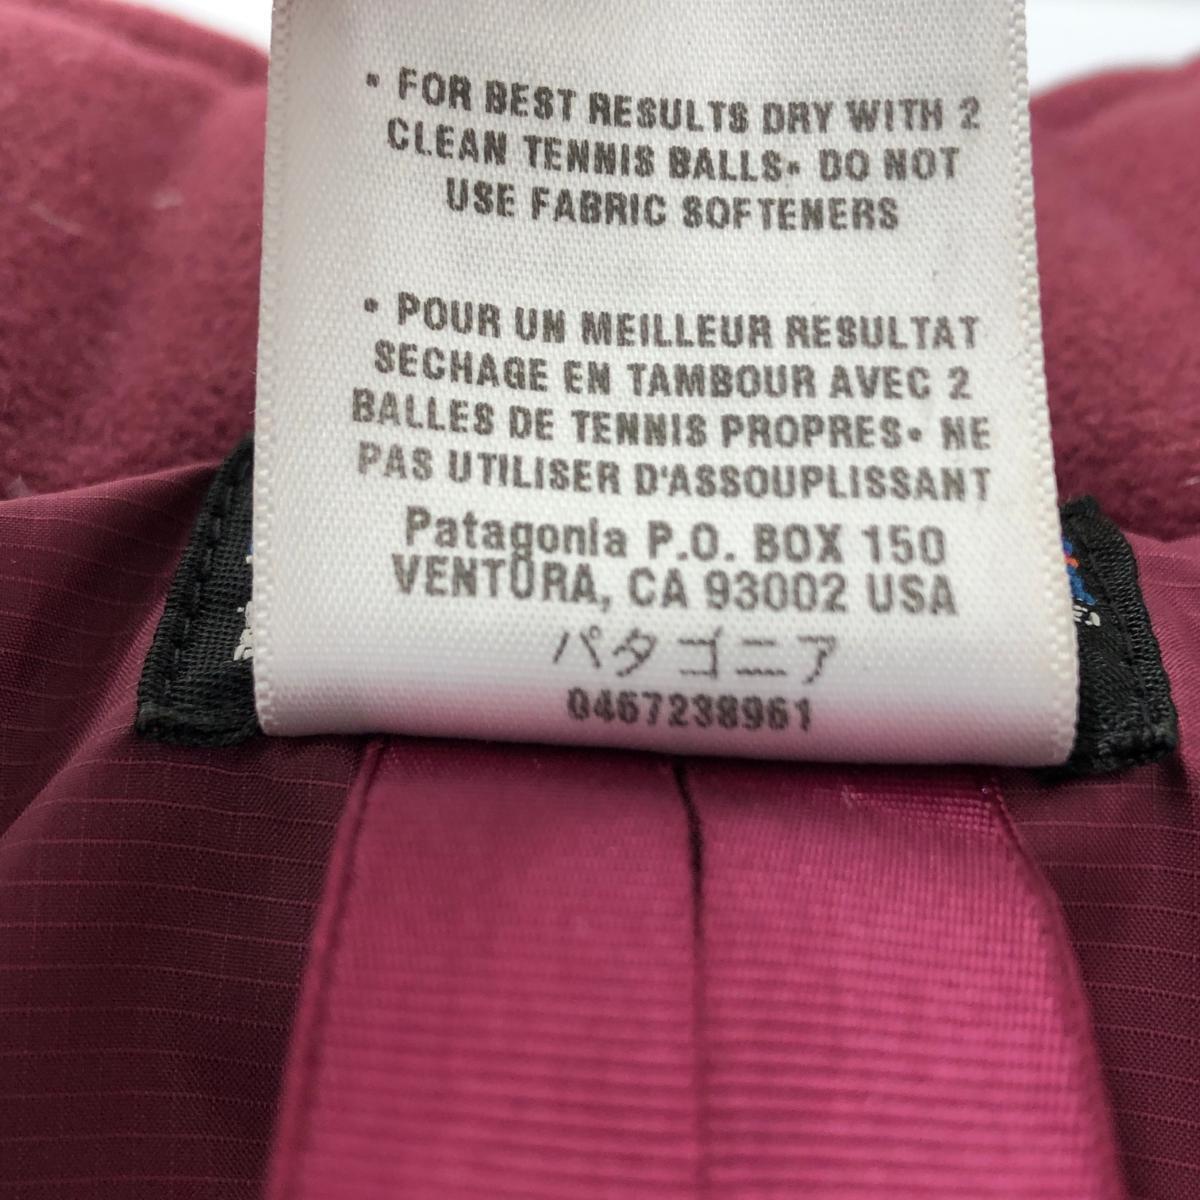 • FOR BEST RESULTS DRY WITH 2
CLEAN TENNIS BALLS• DO NOT
USE FABRIC SOFTENERS
• POUR UN MEILLEUR RESULTAT
SECHAGE EN TAMBOUR AVEC 2
BALLES DE TENNIS PROPRES• NE
PAS UTILISER D'ASSOUPLISSANT
Patagonia P.O. BOX 150
VENTURA, CA 93002 USA
パタゴニア
0467238961